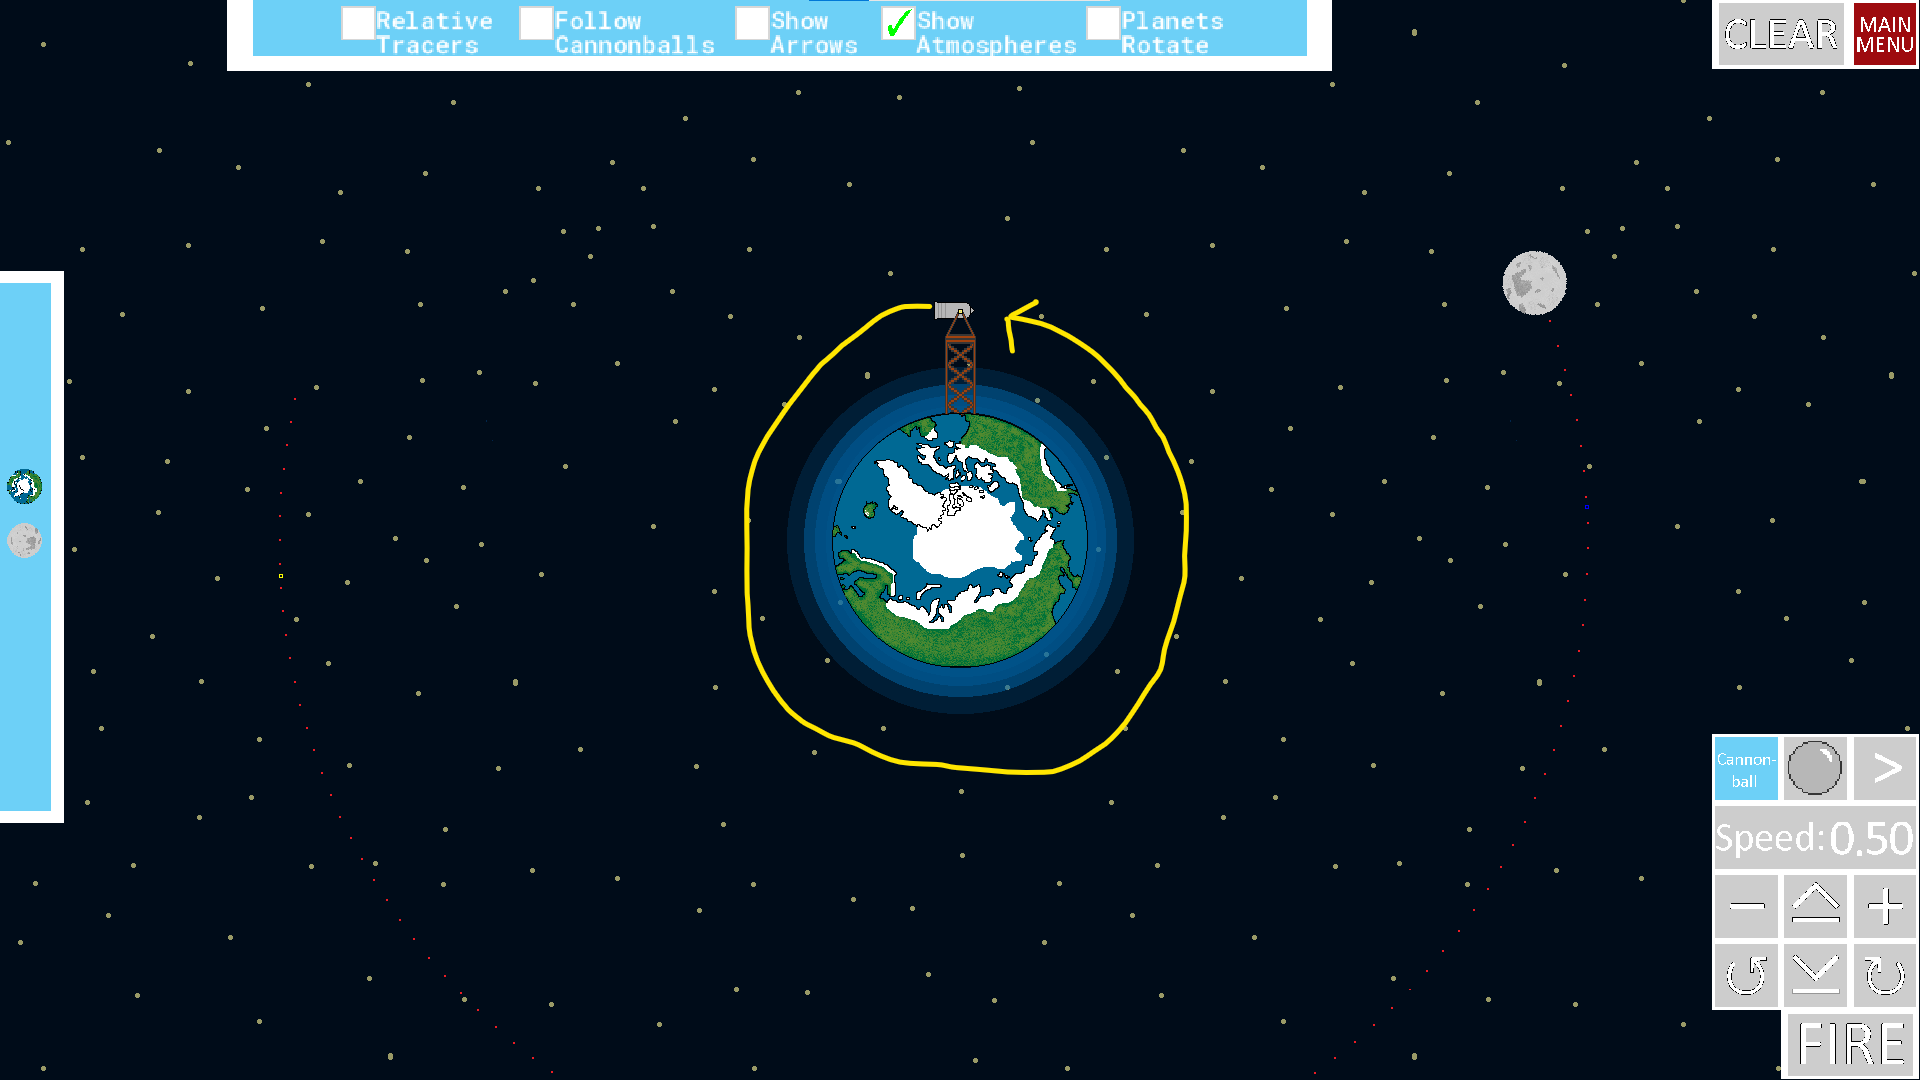 Relative Tracers
Follow Cannonballs
Show Arrows
Show Atmospheres
Planets Rotate
CLEAR
MAIN MENU
Cannon-
ball
>
Speed: 0.50
− +
FIRE